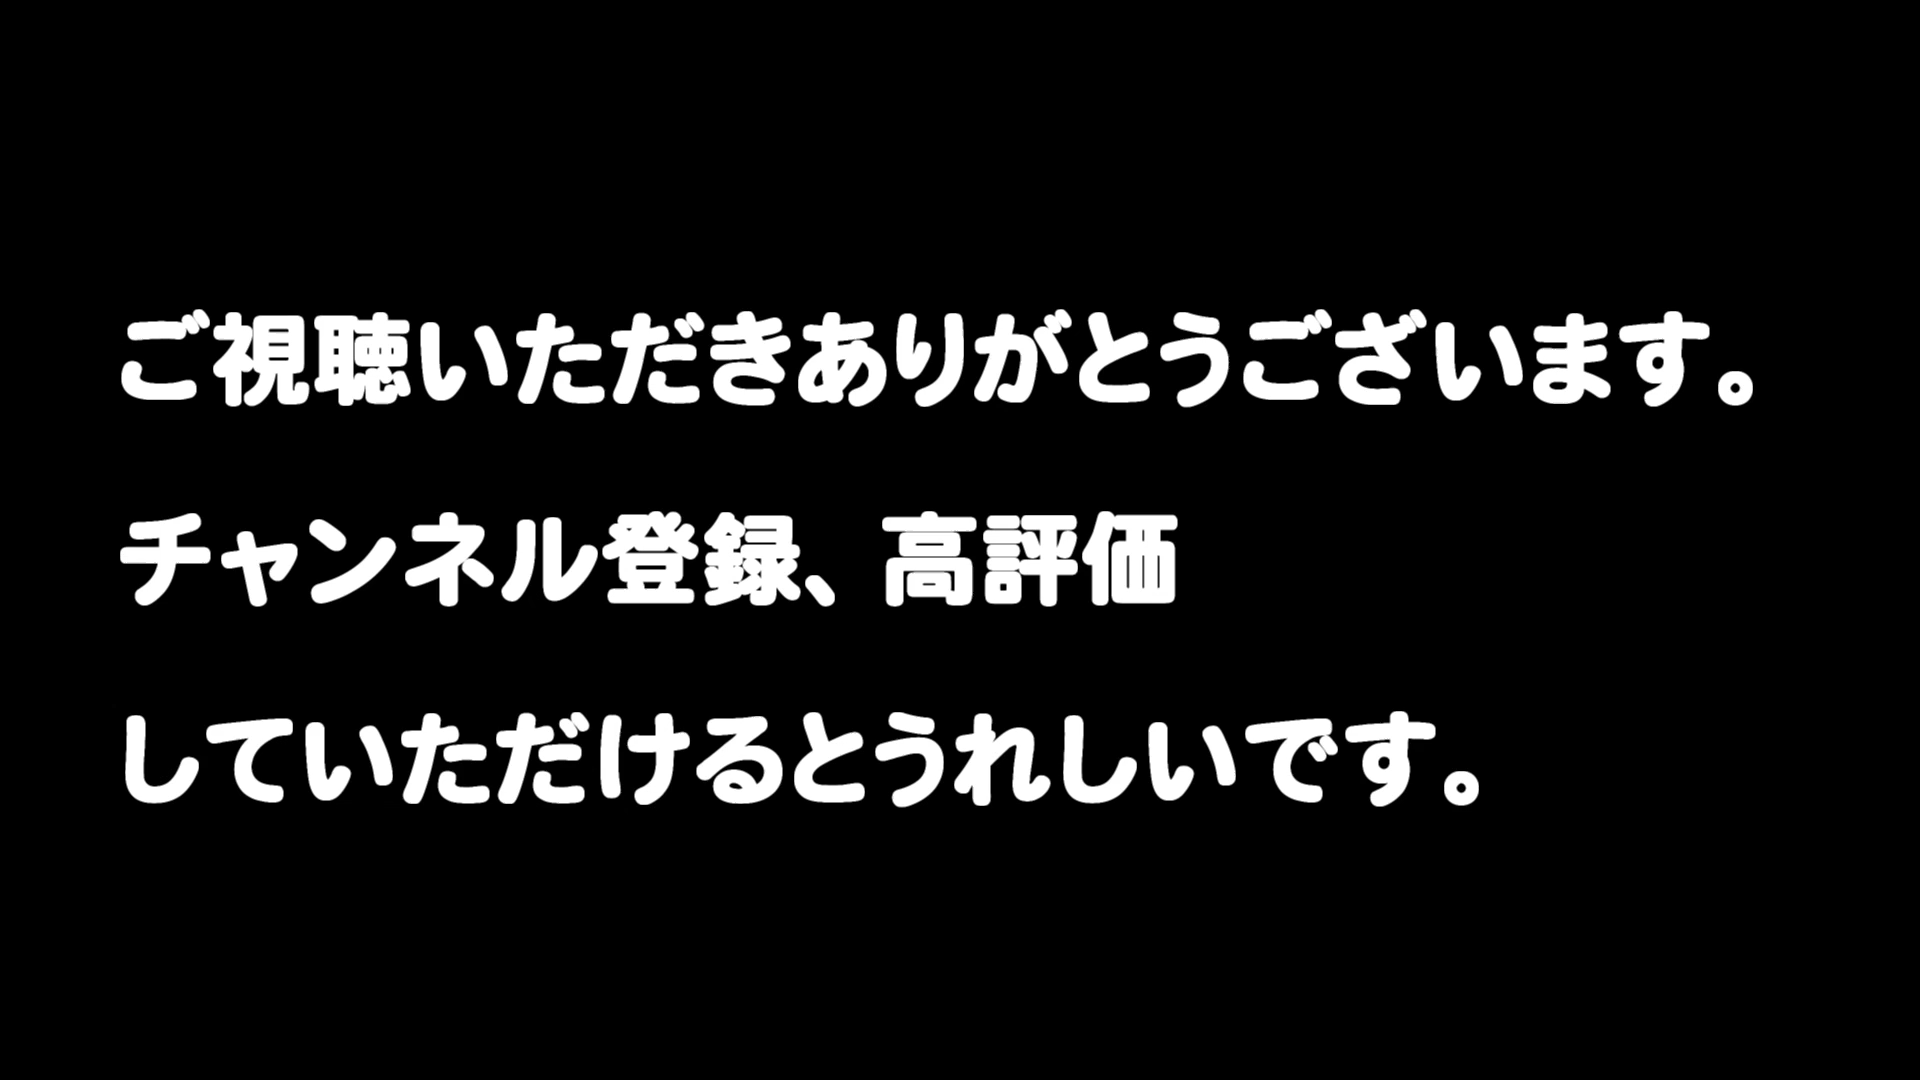 ご視聴いただきありがとうございます。
チャンネル登録、高評価
していただけるとうれしいです。